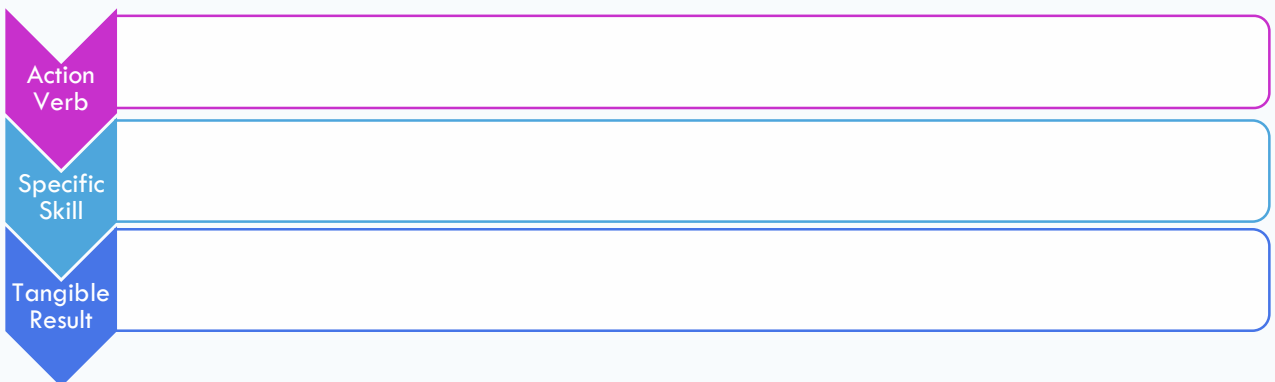 Action
Verb
Specific
Skill
Tangible
Result